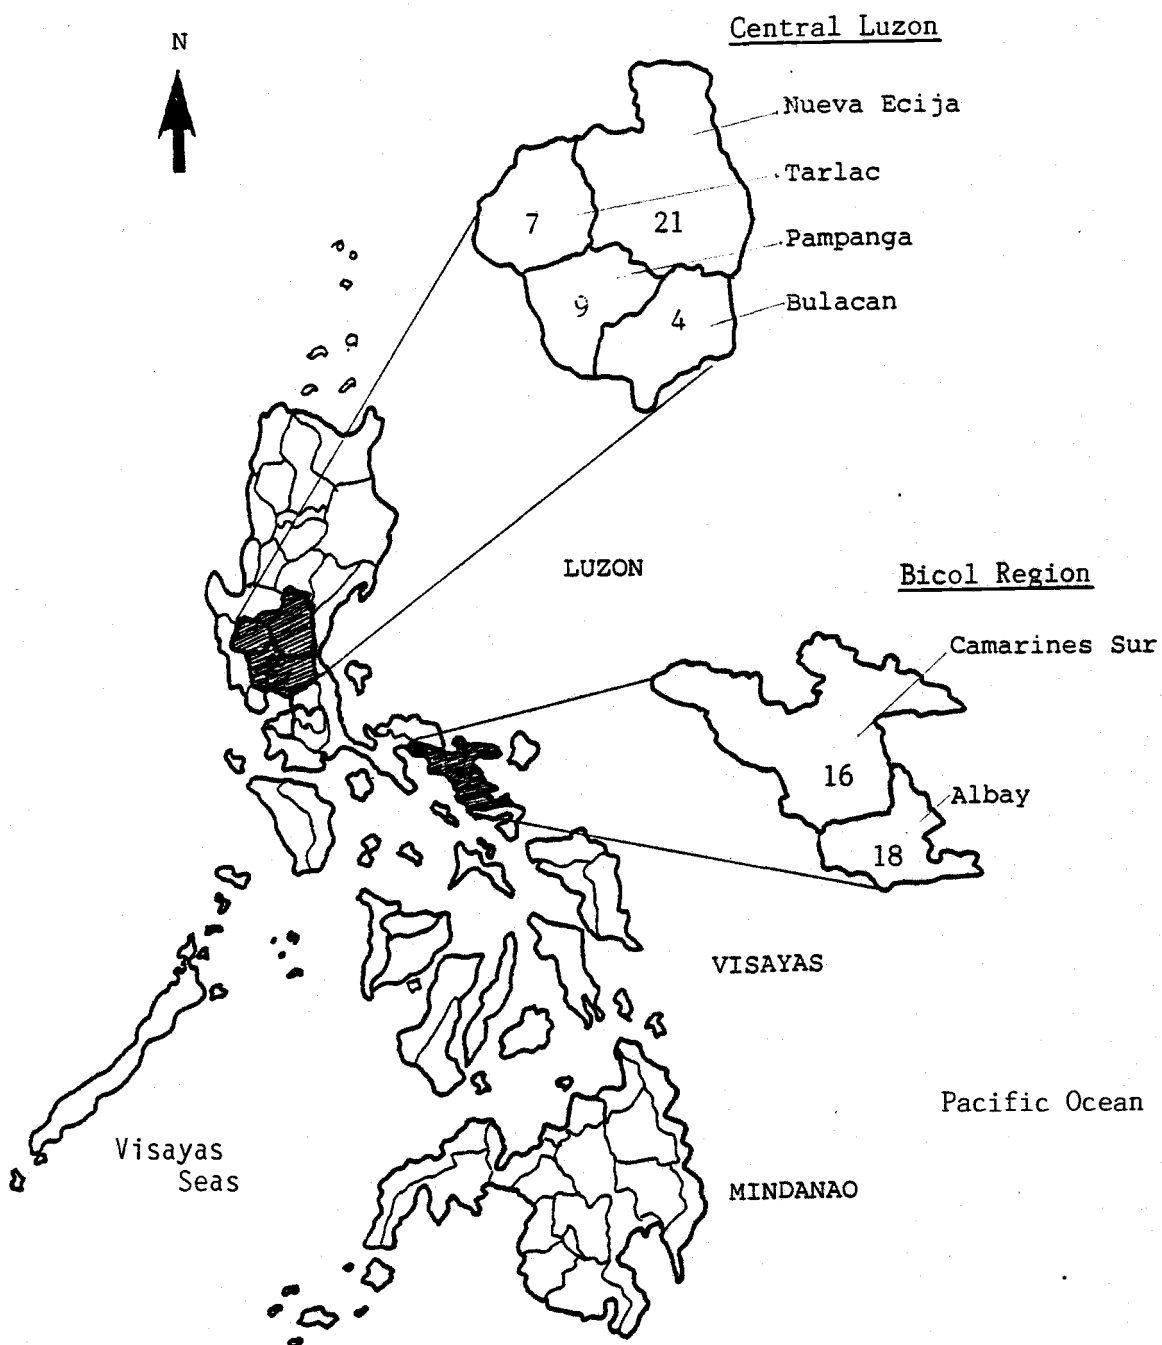 Central Luzon
N
Nueva Ecija
Tarlac
7
21
Pampanga
9
4
Bulacan
LUZON
Bicol Region
Camarines Sur
16
Albay
18
VISAYAS
Pacific Ocean
Visayas
Seas
MINDANAO